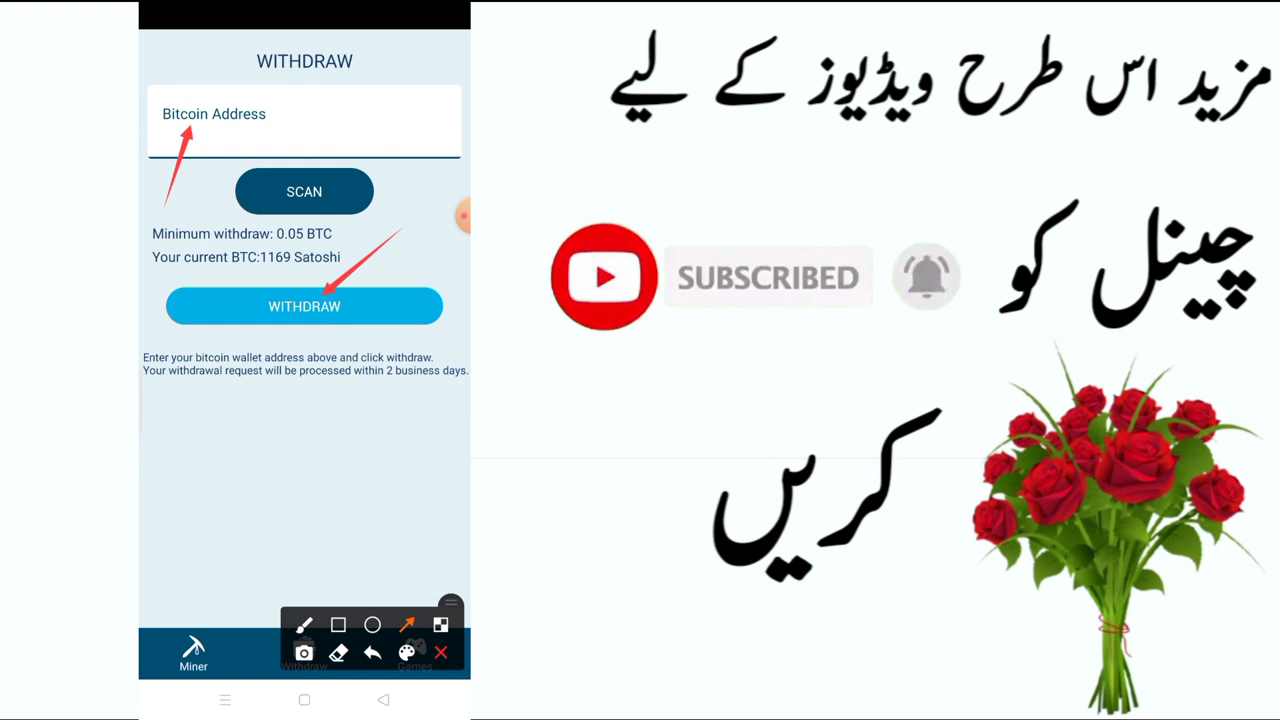 WITHDRAW
Bitcoin Address
SCAN
Minimum withdraw: 0.05 BTC
Your current BTC:1169 Satoshi
WITHDRAW
Enter your bitcoin wallet address above and click withdraw.
Your withdrawal request will be processed within 2 business days.
Miner
Withdraw
Games
مزید اس طرح ویڈیوز کے لیے
چینل کو
SUBSCRIBED
کریں